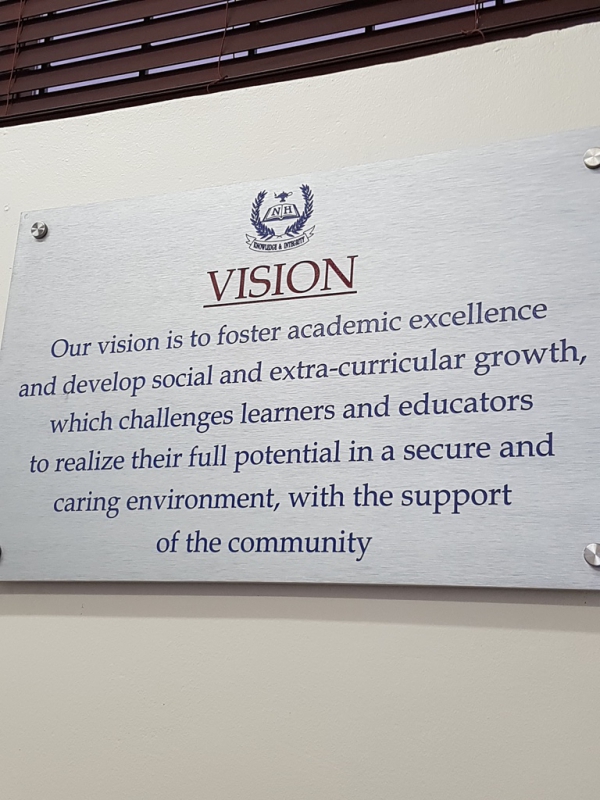 NH
KNOWLEDGE & INTEGRITY
VISION
Our vision is to foster academic excellence
and develop social and extra-curricular growth,
which challenges learners and educators
to realize their full potential in a secure and
caring environment, with the support
of the community